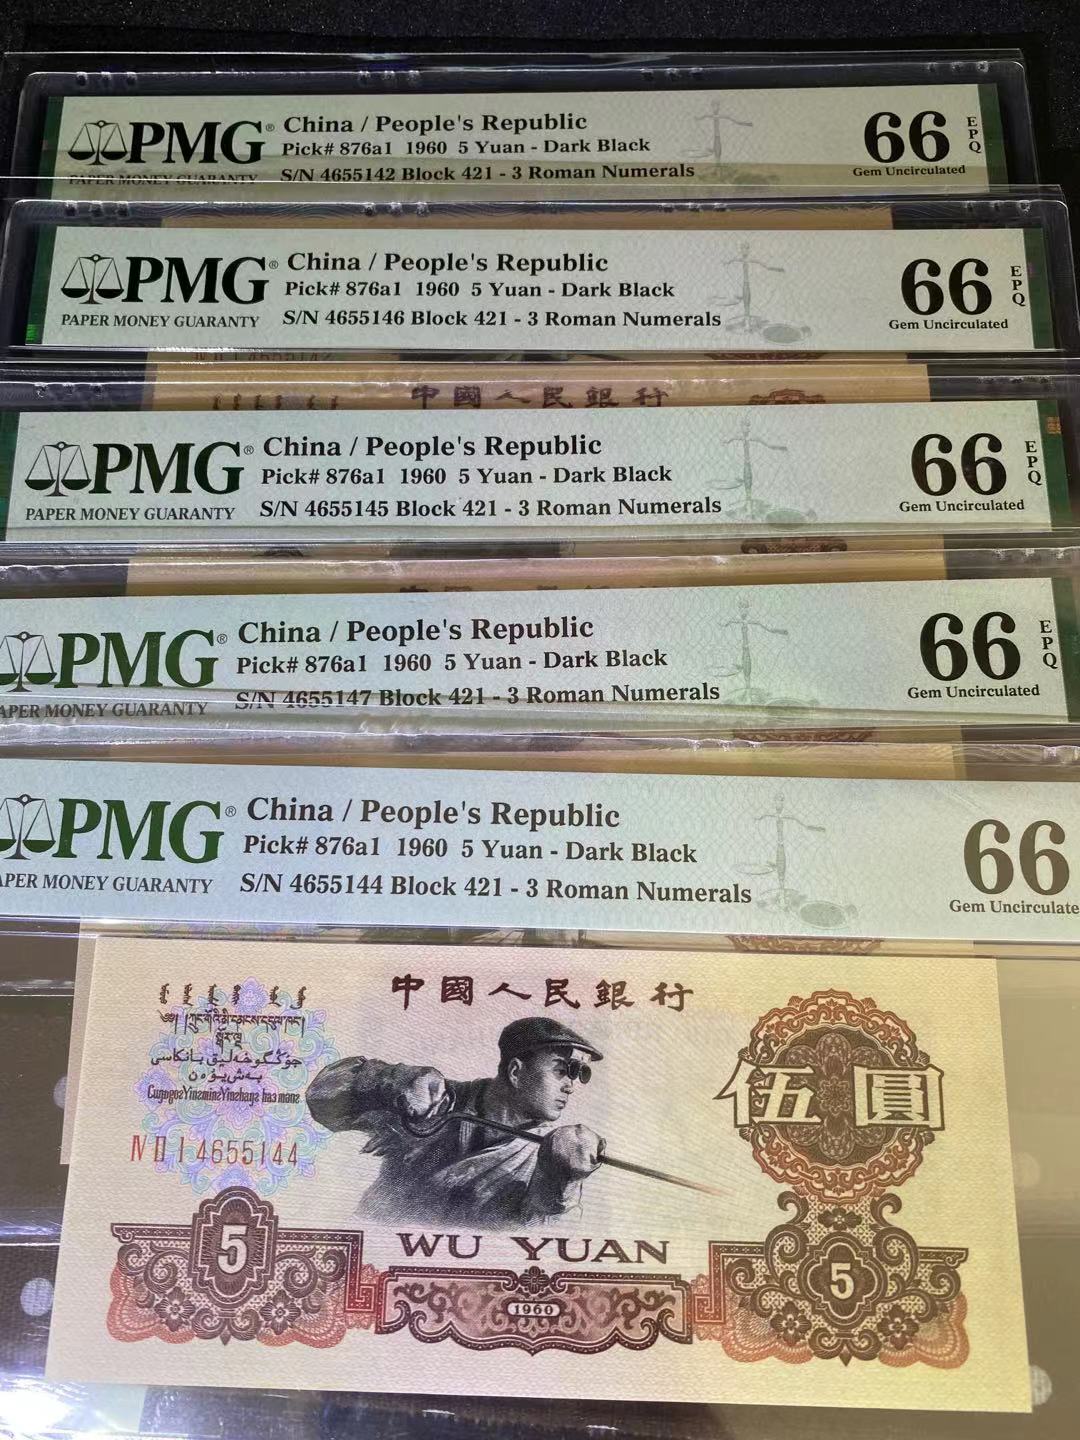 PMG®
PAPER MONEY GUARANTY
China / People's Republic
Pick# 876a1 1960 5 Yuan - Dark Black
S/N 4655142 Block 421 - 3 Roman Numerals
66 EPQ
Gem Uncirculated
PMG®
PAPER MONEY GUARANTY
China / People's Republic
Pick# 876a1 1960 5 Yuan - Dark Black
S/N 4655146 Block 421 - 3 Roman Numerals
66 EPQ
Gem Uncirculated
中國人民銀行
PMG®
PAPER MONEY GUARANTY
China / People's Republic
Pick# 876a1 1960 5 Yuan - Dark Black
S/N 4655145 Block 421 - 3 Roman Numerals
66 EPQ
Gem Uncirculated
PMG®
APER MONEY GUARANTY
China / People's Republic
Pick# 876a1 1960 5 Yuan - Dark Black
S/N 4655147 Block 421 - 3 Roman Numerals
66 EPQ
Gem Uncirculated
PMG®
APER MONEY GUARANTY
China / People's Republic
Pick# 876a1 1960 5 Yuan - Dark Black
S/N 4655144 Block 421 - 3 Roman Numerals
66
Gem Uncirculate
中國人民銀行
伍圓
IV II I 4655144
5
WU YUAN
1960
5